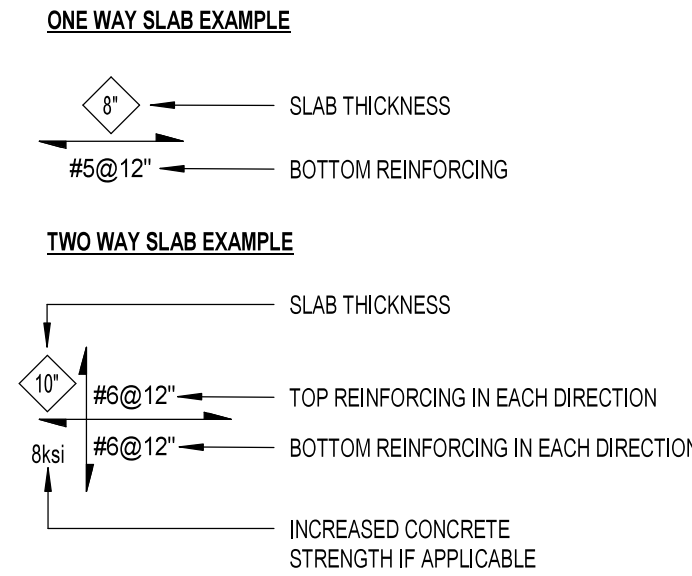 ONE WAY SLAB EXAMPLE
8"
SLAB THICKNESS
#5@12"
BOTTOM REINFORCING
TWO WAY SLAB EXAMPLE
SLAB THICKNESS
10"
#6@12"
TOP REINFORCING IN EACH DIRECTION
8ksi
#6@12"
BOTTOM REINFORCING IN EACH DIRECTION
INCREASED CONCRETE
STRENGTH IF APPLICABLE